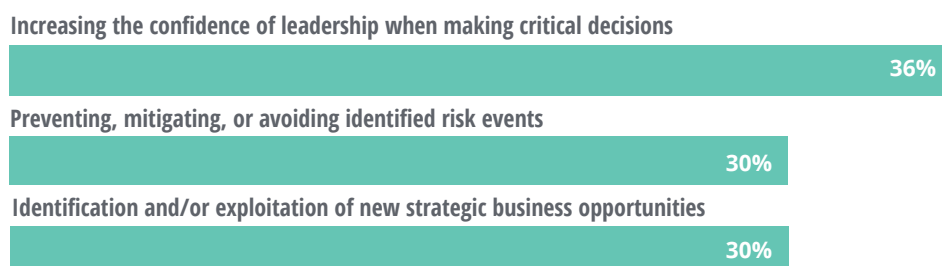 Increasing the confidence of leadership when making critical decisions
36%
Preventing, mitigating, or avoiding identified risk events
30%
Identification and/or exploitation of new strategic business opportunities
30%